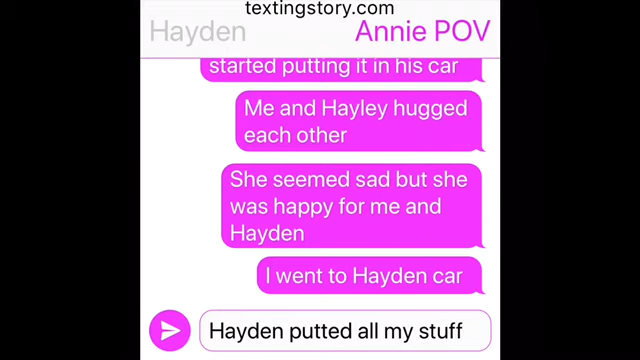 textingstory.com
Hayden Annie POV
started putting it in his car
Me and Hayley hugged
each other
She seemed sad but she
was happy for me and
Hayden
I went to Hayden car
Hayden putted all my stuff